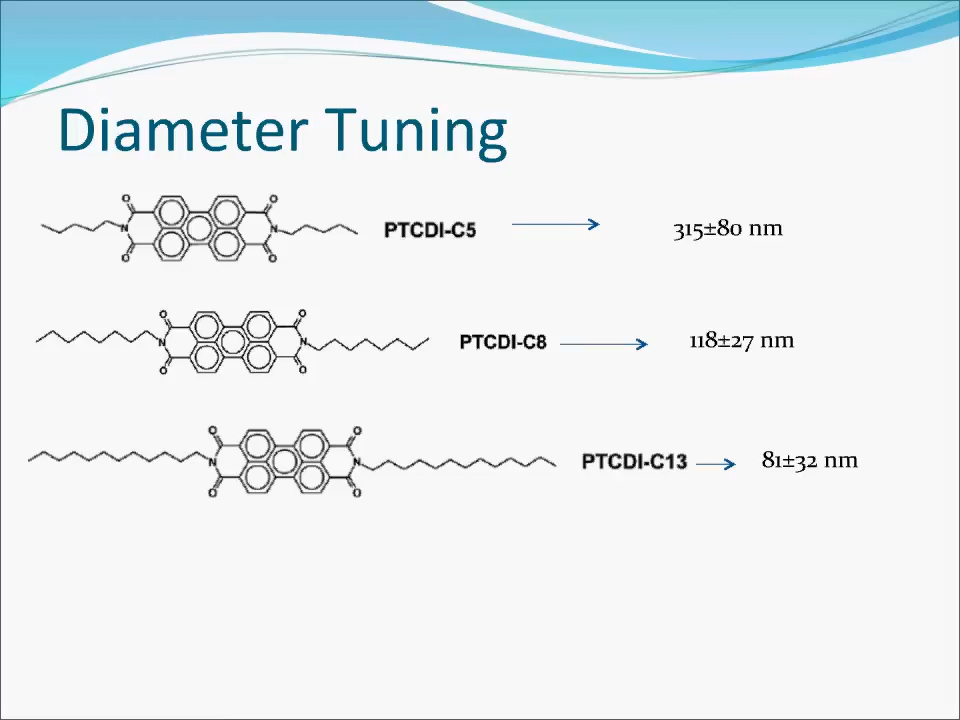 Diameter Tuning
O O
N N
O O
PTCDI-C5
315±80 nm
O O
N N
O O
PTCDI-C8
118±27 nm
O O
N N
O O
PTCDI-C13
81±32 nm